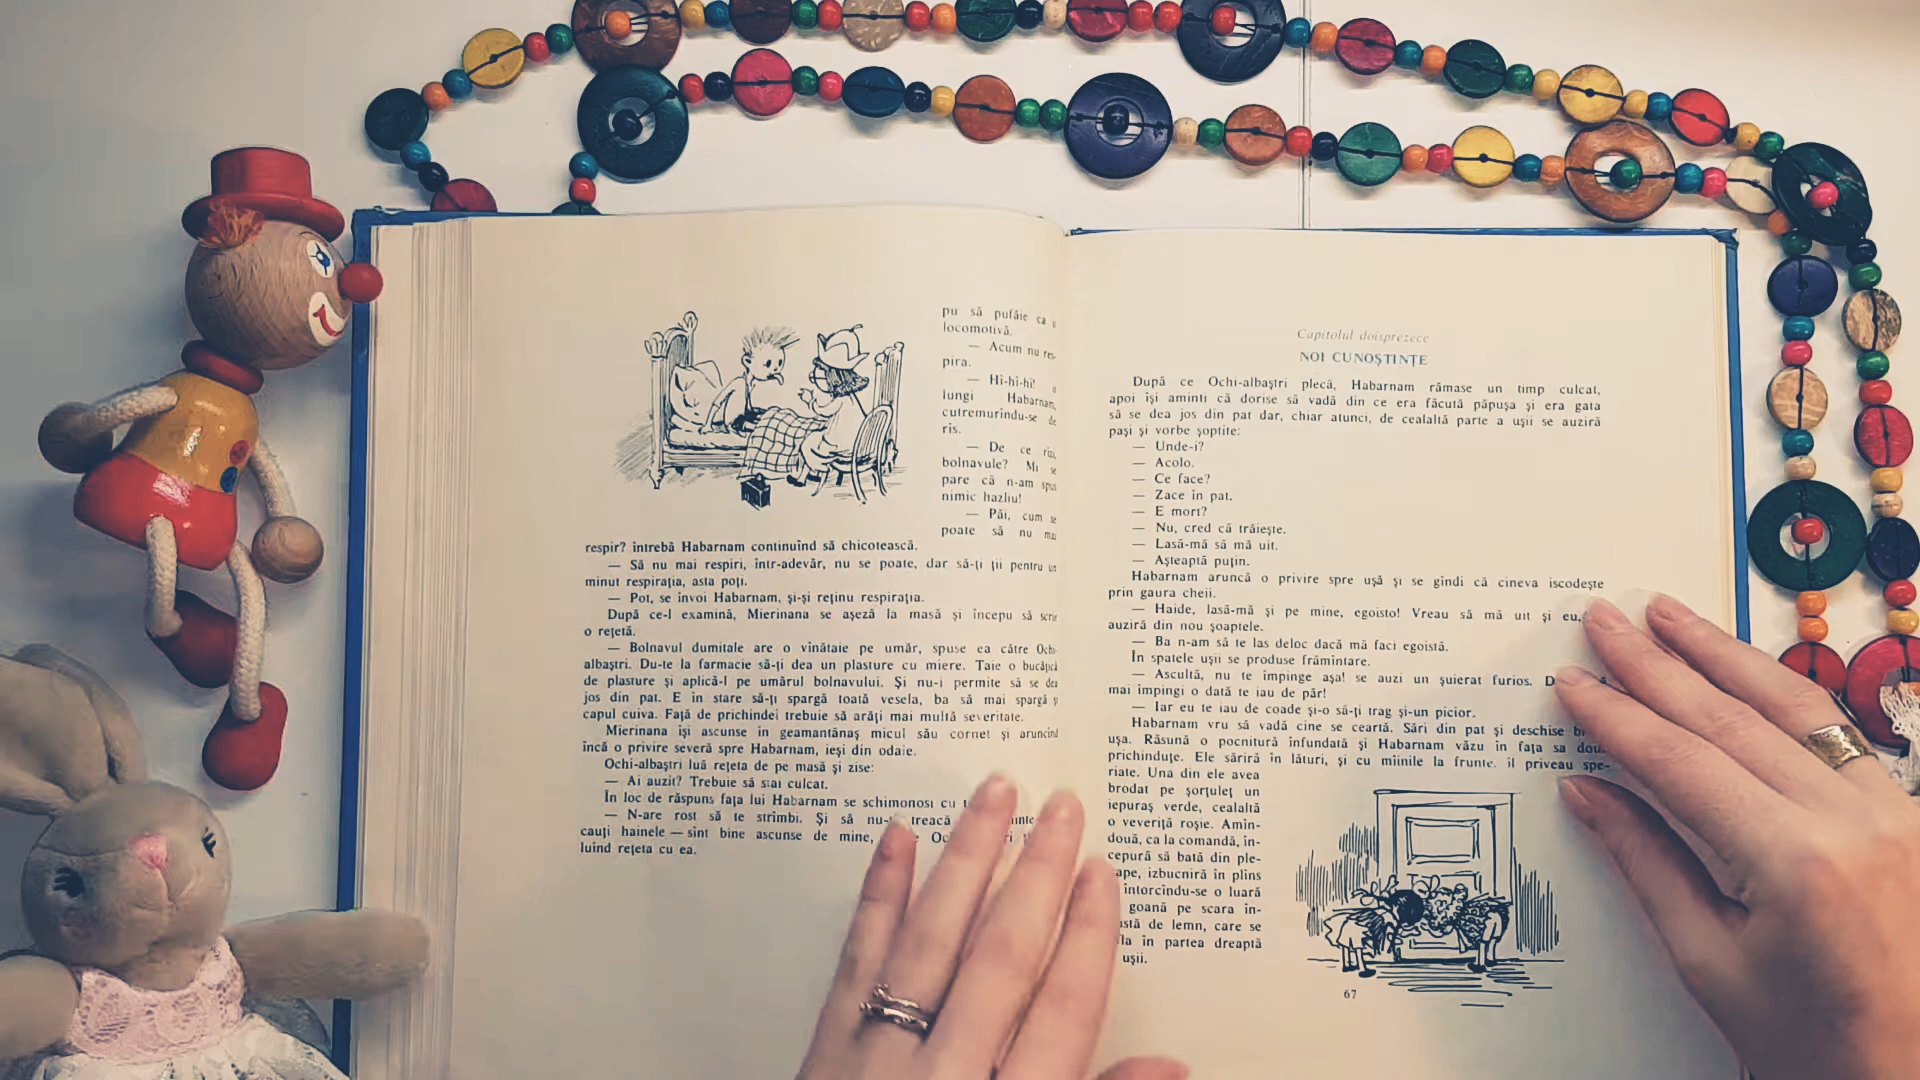 pu să pufăie ca o
locomotivă.
— Acum nu res-
pira.
— Hî-hî-hî! o
lungi Habarnam,
cutremurîndu-se de
ris.
— De ce rîzi,
bolnavule? Mi se
pare că n-am spus
nimic hazliu!
— Păi, cum se
poate să nu mai
respir? întrebă Habarnam continuînd să chicotească.
— Să nu mai respiri, într-adevăr, nu se poate, dar să-ți ții pentru un
minut respirația, asta poți.
— Pot, se învoi Habarnam, și-și reținu respirația.
După ce-l examină, Mierinana se așeză la masă și începu să scrie
o rețetă.
— Bolnavul dumitale are o vînătaie pe umăr, spuse ea către Ochi-
albaștri. Du-te la farmacie să-ți dea un plasture cu miere. Taie o bucățică
de plasture și aplică-l pe umărul bolnavului. Și nu-i permite să se dea
jos din pat. E în stare să-ți spargă toată vesela, ba să mai spargă și
capul cuiva. Față de prichindei trebuie să arăți mai multă severitate.
Mierinana își ascunse în geamantănaș micul său cornet și aruncînd
încă o privire severă spre Habarnam, ieși din odaie.
Ochi-albaștri luă rețeta de pe masă și zise:
— Ai auzit? Trebuie să stai culcat.
În loc de răspuns fața lui Habarnam se schimonosi cu
— N-are rost să te strîmbi. Și să nu- treacă
cauți hainele — sînt bine ascunse de mine,
luînd rețeta cu ea.
Capitolul doisprezece
NOI CUNOȘTINȚE
După ce Ochi-albaștri plecă, Habarnam rămase un timp culcat,
apoi își aminti că dorise să vadă din ce era făcută păpușa și era gata
să se dea jos din pat dar, chiar atunci, de cealaltă parte a ușii se auziră
pași și vorbe șoptite:
— Unde-i?
— Acolo.
— Ce face?
— Zace în pat.
— E mort?
— Nu, cred că trăiește.
— Lasă-mă să mă uit.
— Așteaptă puțin.
Habarnam aruncă o privire spre ușă și se gîndi că cineva iscodește
prin gaura cheii.
— Haide, lasă-mă și pe mine, egoisto! Vreau să mă uit și eu,
auziră din nou șoaptele.
— Ba n-am să te las deloc dacă mă faci egoistă.
În spatele ușii se produse frămîntare.
— Ascultă, nu te împinge așa! se auzi un șuierat furios.
mai împingi o dată te iau de păr!
— Iar eu te iau de coade și-o să-ți trag și-un picior.
Habarnam vru să vadă cine se ceartă. Sări din pat și deschise
ușa. Răsună o pocnitură înfundată și Habarnam văzu în fața sa două
prichinduțe. Ele săriră în lături, și cu mîinile la frunte, îl priveau spe-
riate. Una din ele avea
brodat pe șorțuleț un
iepuraș verde, cealaltă
o veveriță roșie. Amîn-
două, ca la comandă, în-
cepură să bată din ple-
ape, izbucniră în plîns
întorcîndu-se o luară
goană pe scara în-
de lemn, care se
în partea dreaptă
ușii.
67